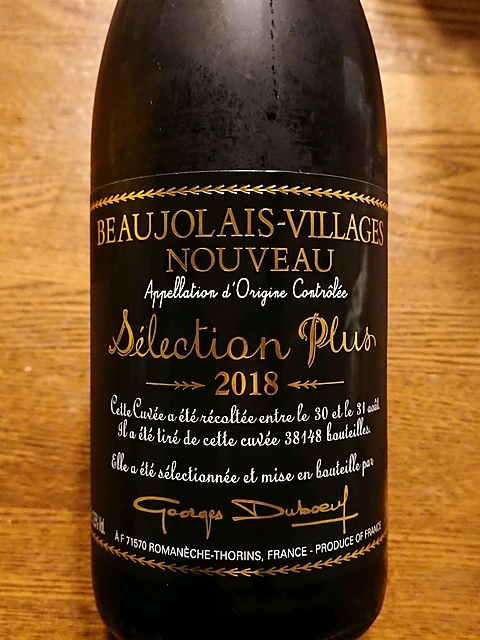 BEAUJOLAIS-VILLAGES
NOUVEAU
Appellation d'Origine Contrôlée
Sélection Plus
2018
Cette Cuvée a été récoltée entre le 30 et le 31 août
Il a été tiré de cette cuvée 38148 bouteilles.
Elle a été sélectionnée et mise en bouteille par
Georges Duboeuf
À F 71570 ROMANÈCHE-THORINS, FRANCE - PRODUCE OF FRANCE